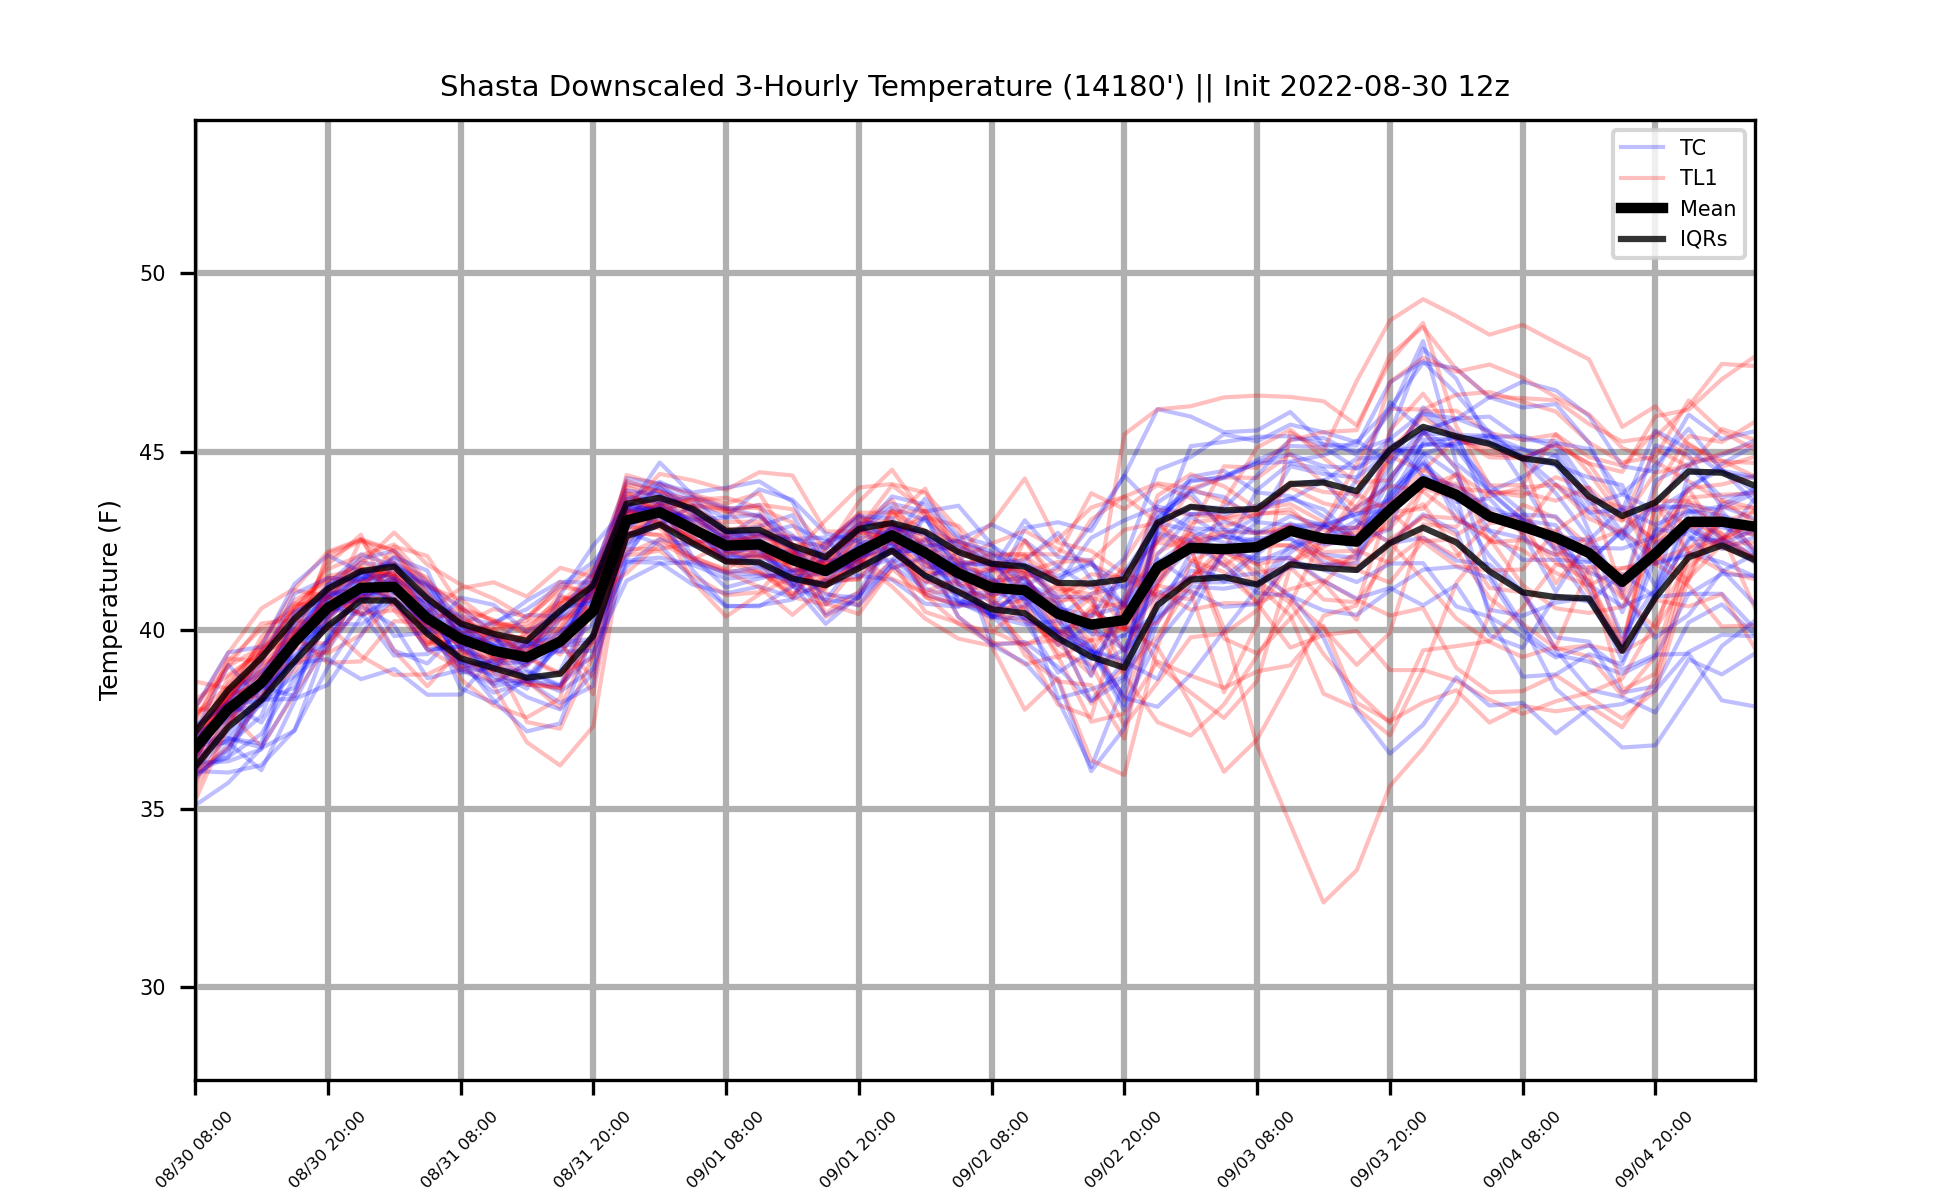 Shasta Downscaled 3-Hourly Temperature (14180') || Init 2022-08-30 12z
TC
TL1
Mean
IQRs
Temperature (F)
50
45
40
35
30
08/30 08:00
08/30 20:00
08/31 08:00
08/31 20:00
09/01 08:00
09/01 20:00
09/02 08:00
09/02 20:00
09/03 08:00
09/03 20:00
09/04 08:00
09/04 20:00